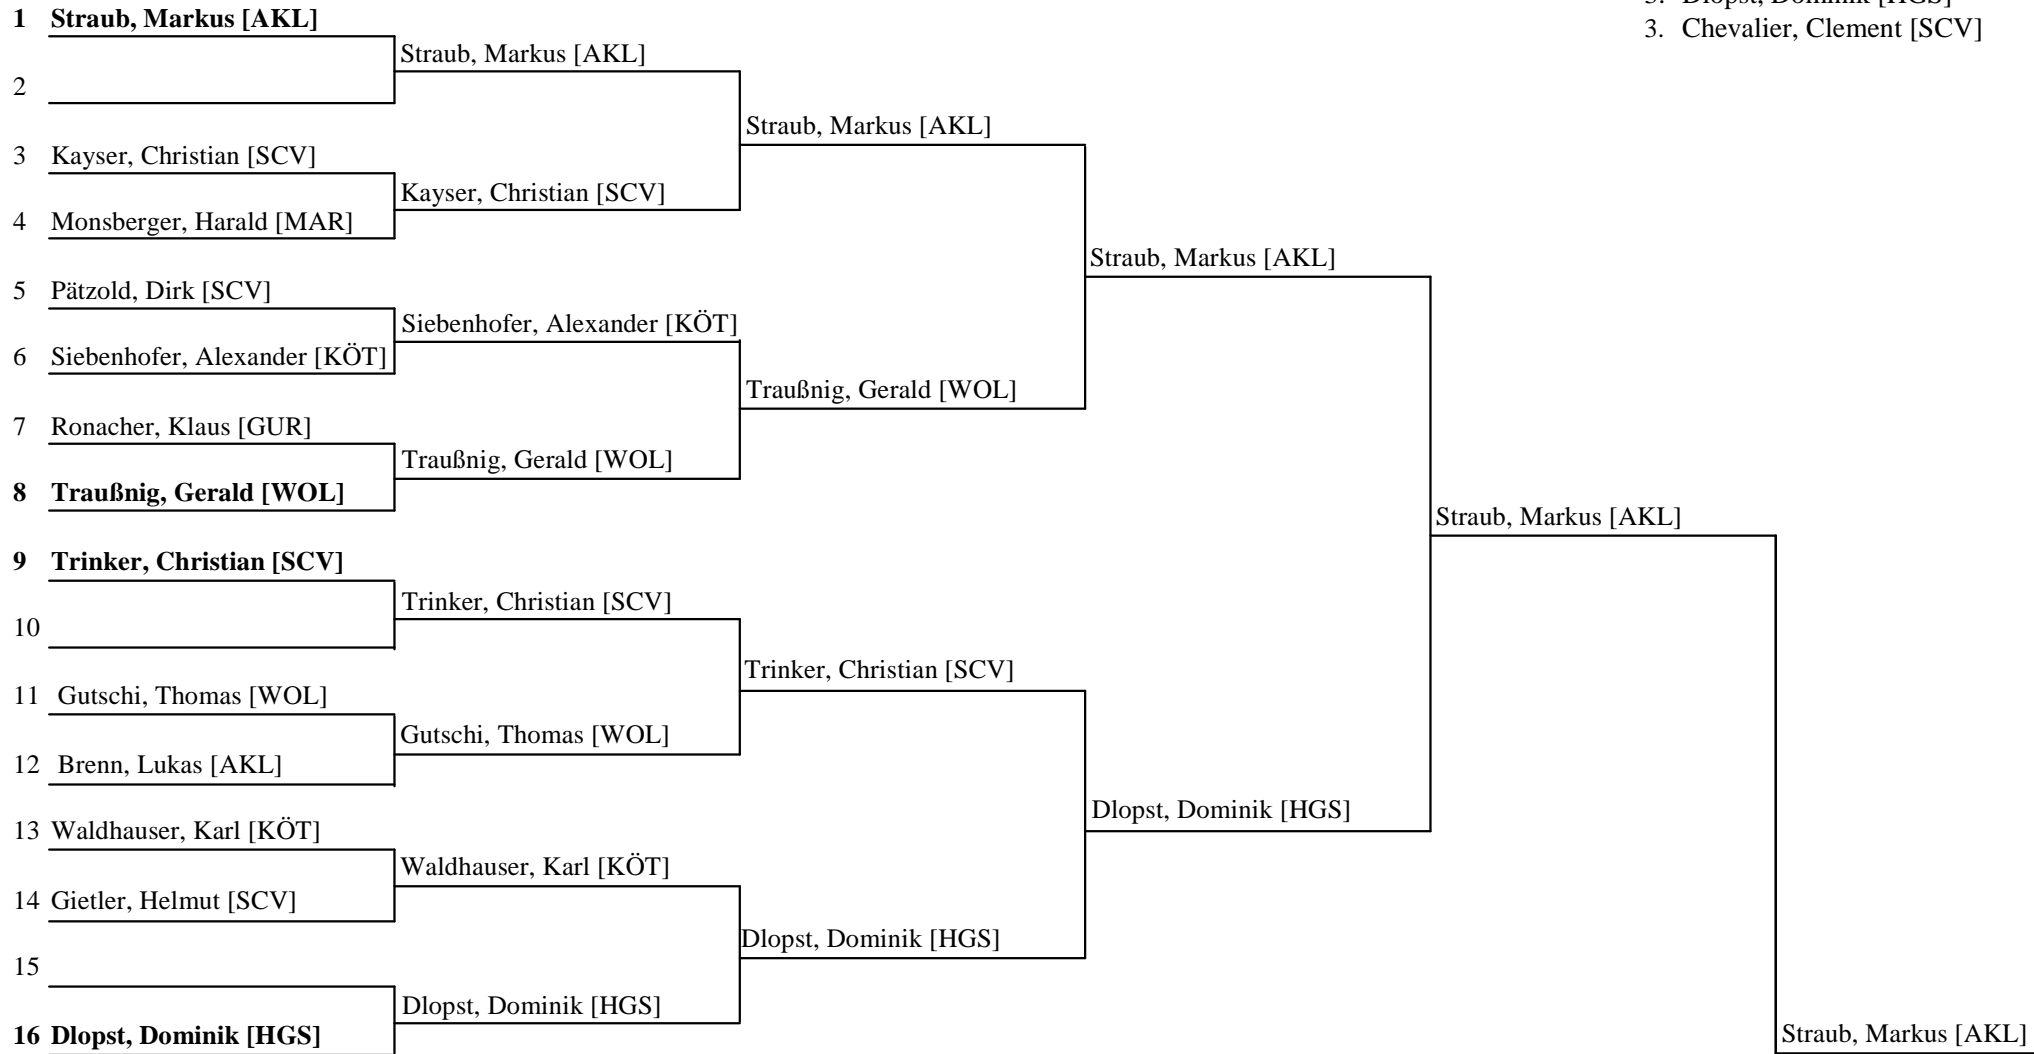 3. Dlopst, Dominik [HGS]
1 Straub, Markus [AKL]
3. Chevalier, Clement [SCV]
Straub, Markus [AKL]
2
Straub, Markus [AKL]
3 Kayser, Christian [SCV]
Kayser, Christian [SCV]
4 Monsberger, Harald [MAR]
Straub, Markus [AKL]
5 Pätzold, Dirk [SCV]
Siebenhofer, Alexander [KÖT]
6 Siebenhofer, Alexander [KÖT]
Traußnig, Gerald [WOL]
7 Ronacher, Klaus [GUR]
Traußnig, Gerald [WOL]
8 Traußnig, Gerald [WOL]
Straub, Markus [AKL]
9 Trinker, Christian [SCV]
Trinker, Christian [SCV]
10
Trinker, Christian [SCV]
11 Gutschi, Thomas [WOL]
Gutschi, Thomas [WOL]
12 Brenn, Lukas [AKL]
Dlopst, Dominik [HGS]
13 Waldhauser, Karl [KÖT]
Waldhauser, Karl [KÖT]
14 Gietler, Helmut [SCV]
Dlopst, Dominik [HGS]
15
Dlopst, Dominik [HGS]
16 Dlopst, Dominik [HGS]
Straub, Markus [AKL]